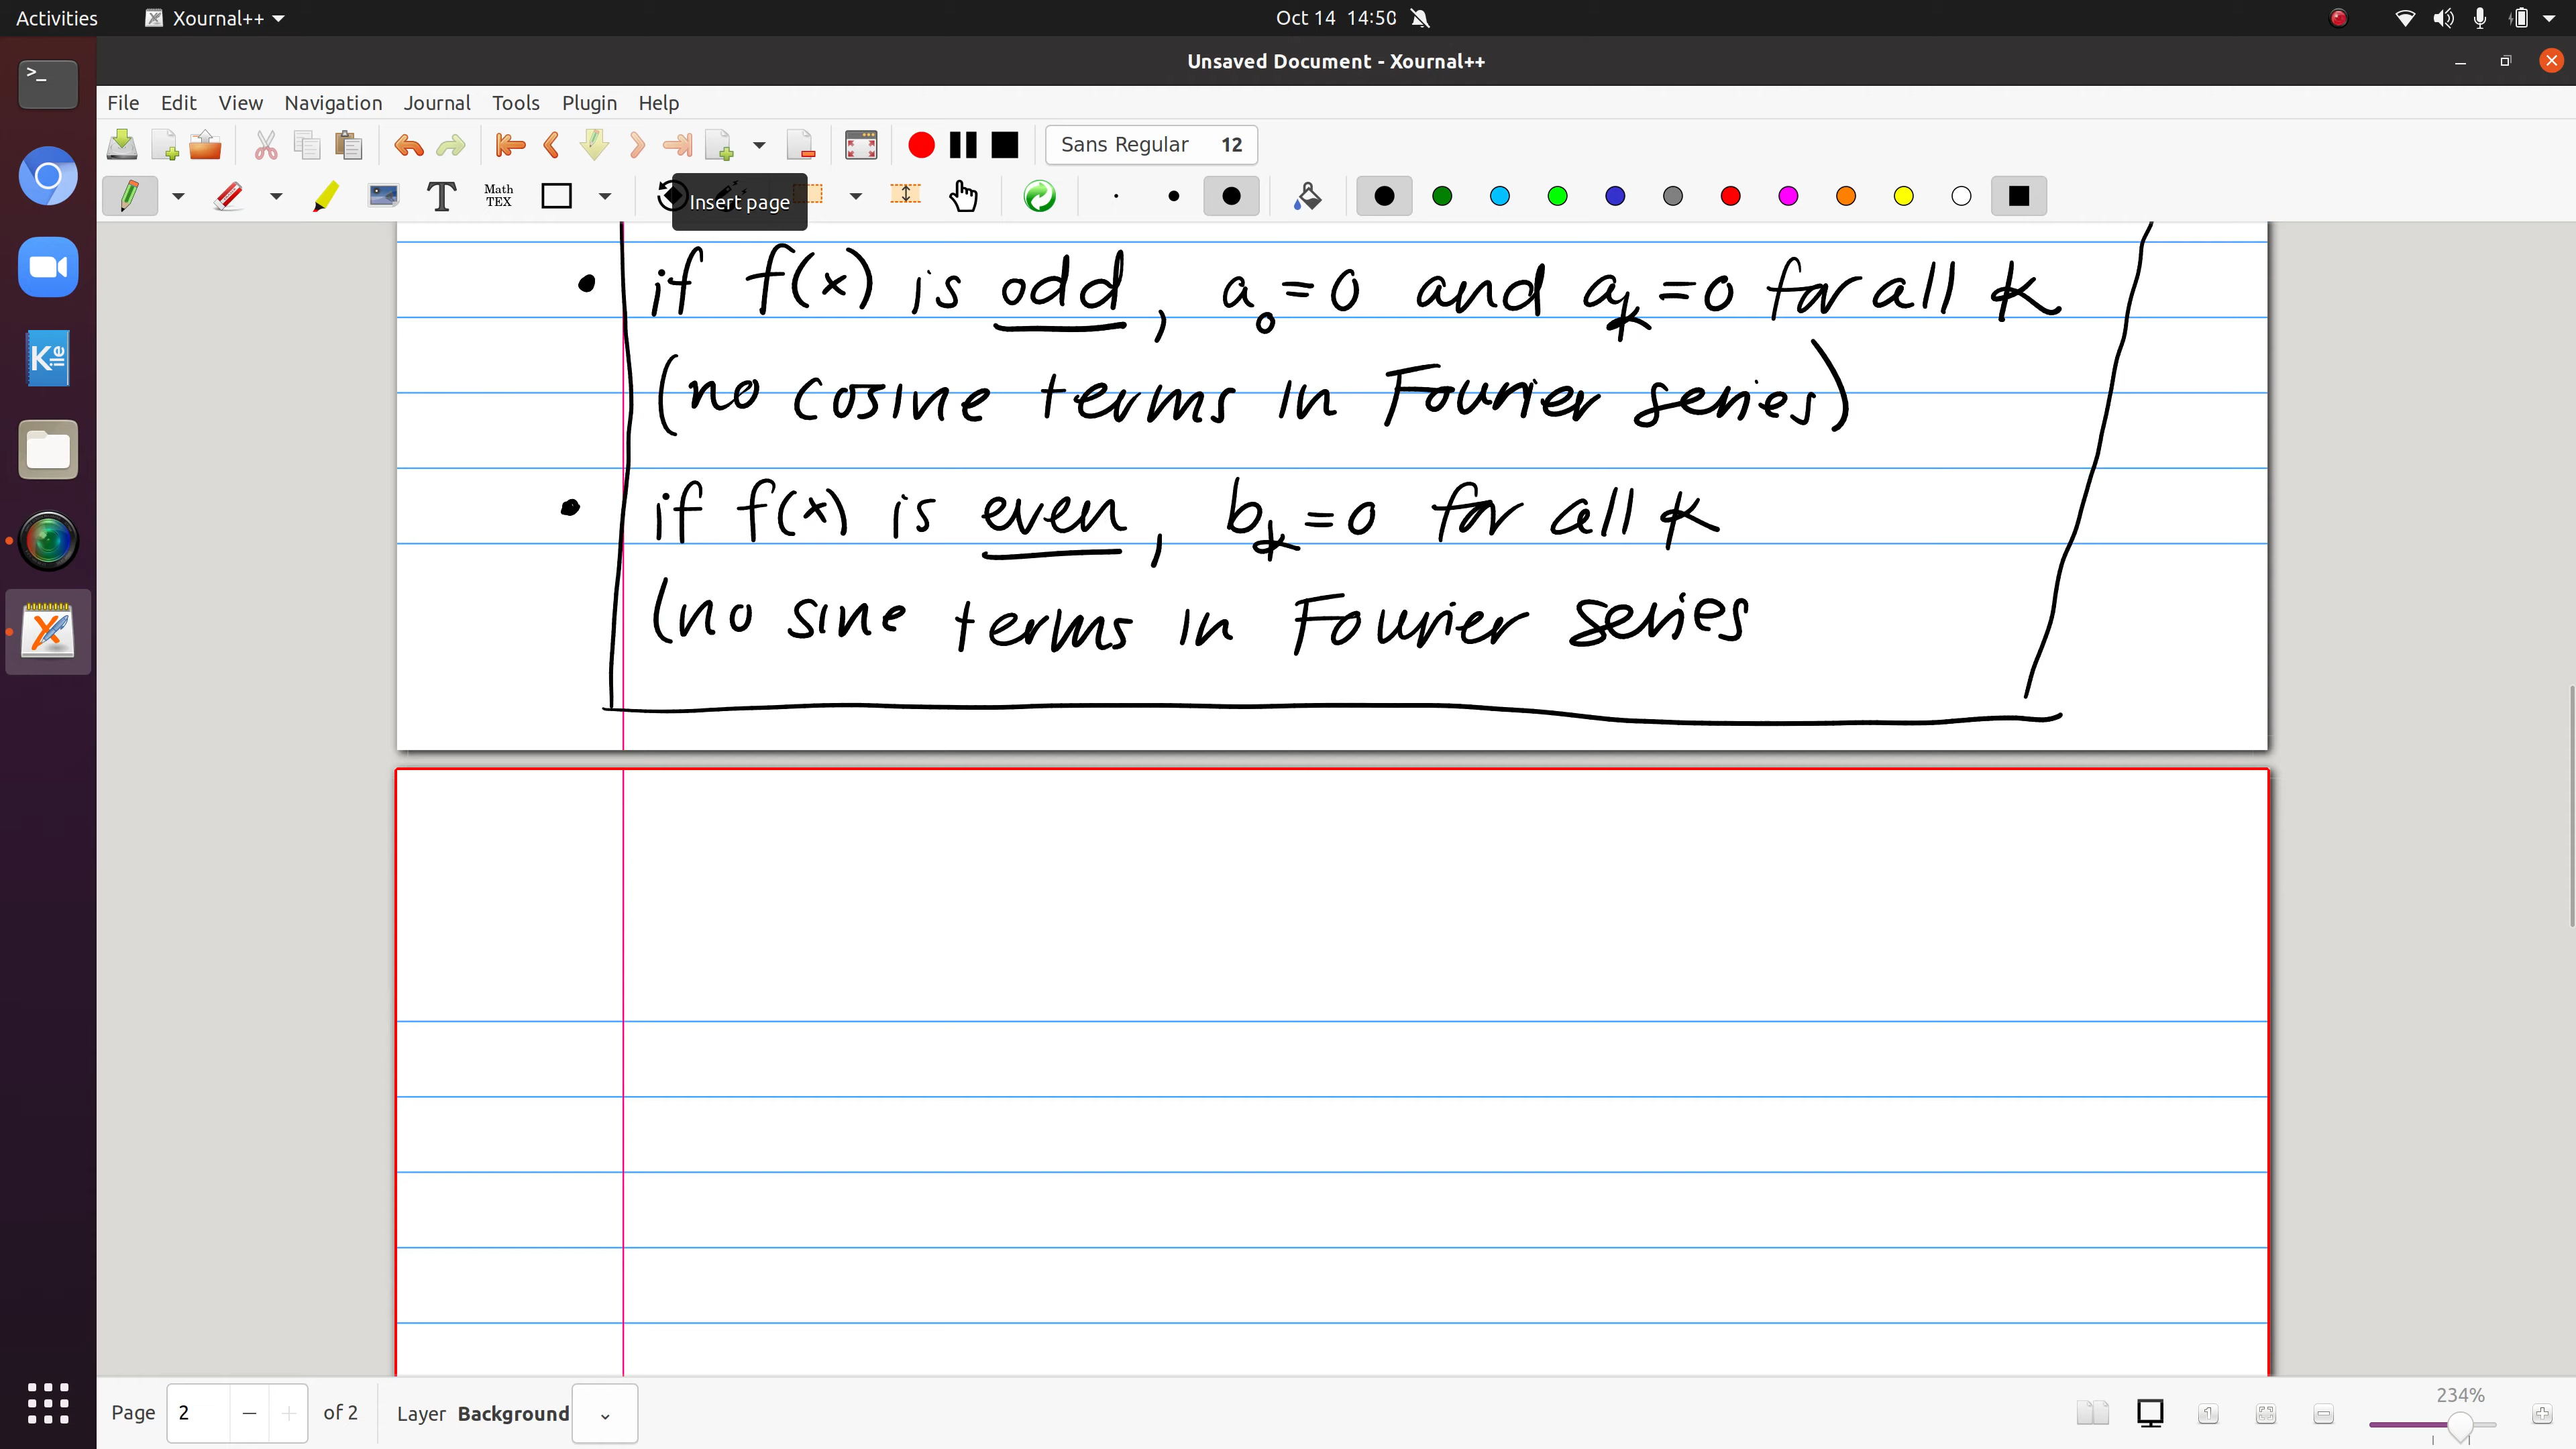 Activities Xournal++ Oct 14 14:50
Unsaved Document - Xournal++
File Edit View Navigation Journal Tools Plugin Help
Sans Regular 12
Math
TEX
Insert page
• if f(x) is odd, a₀ = 0 and aₖ = 0 for all k
(no cosine terms in Fourier series)
• if f(x) is even, bₖ = 0 for all k
(no sine terms in Fourier series
Page 2 of 2 Layer Background
234%